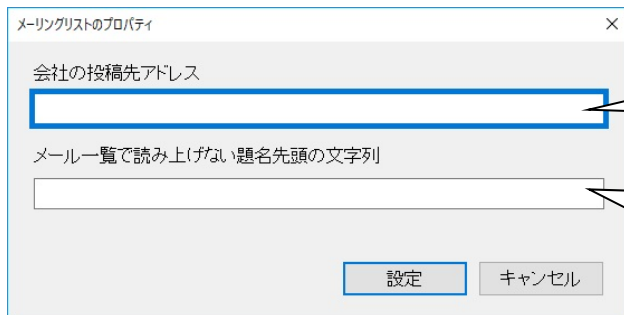 メーリングリストのプロパティ
会社の投稿先アドレス
メール一覧で読み上げない題名先頭の文字列
設定
キャンセル